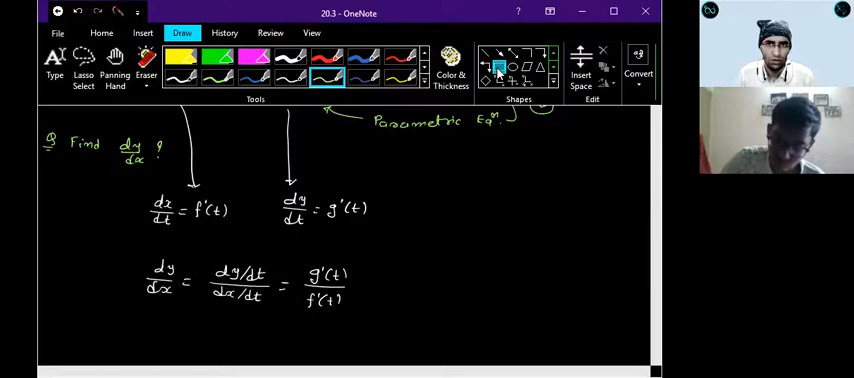 20.3 - OneNote
File Home Insert Draw History Review View Help
Type Lasso Select Panning Hand Eraser Color & Thickness Insert Space Convert
Tools Shapes Edit
Parametric Eqn.
Q Find dy/dx ?
dx/dt = f'(t) dy/dt = g'(t)
dy/dx = dy/dt / dx/dt = g'(t) / f'(t)